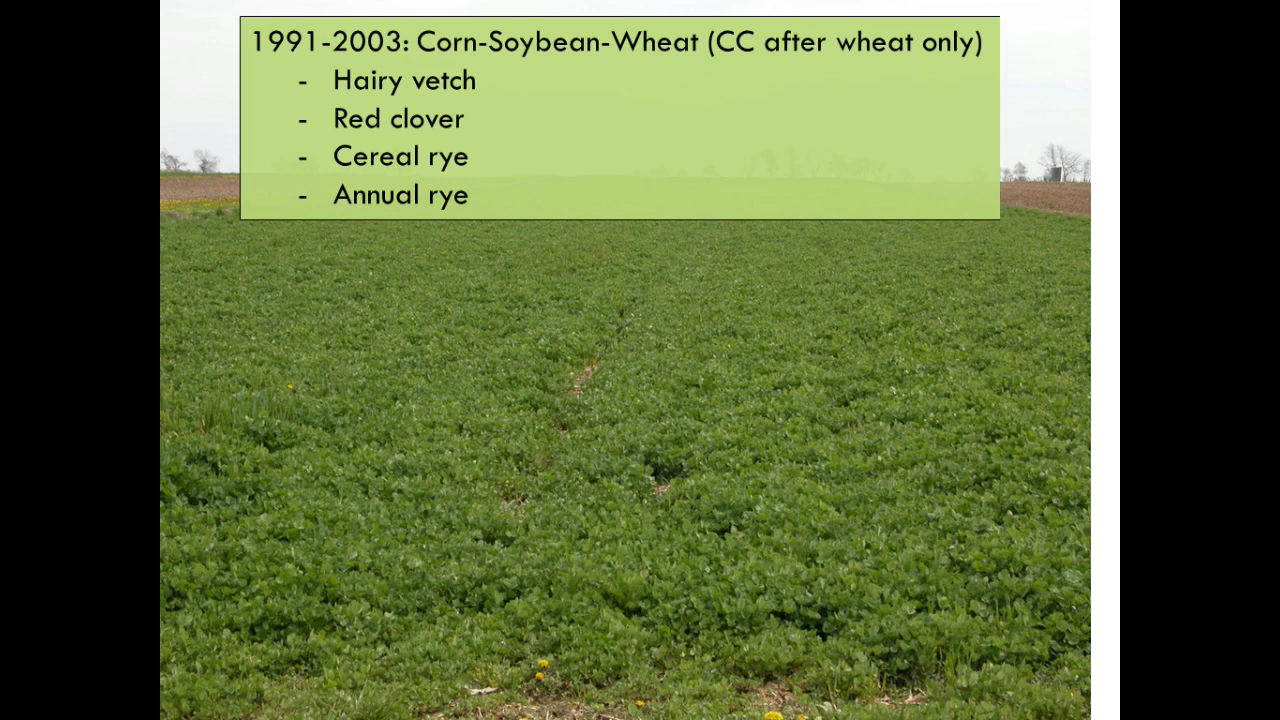 1991-2003: Corn-Soybean-Wheat (CC after wheat only)
- Hairy vetch
- Red clover
- Cereal rye
- Annual rye